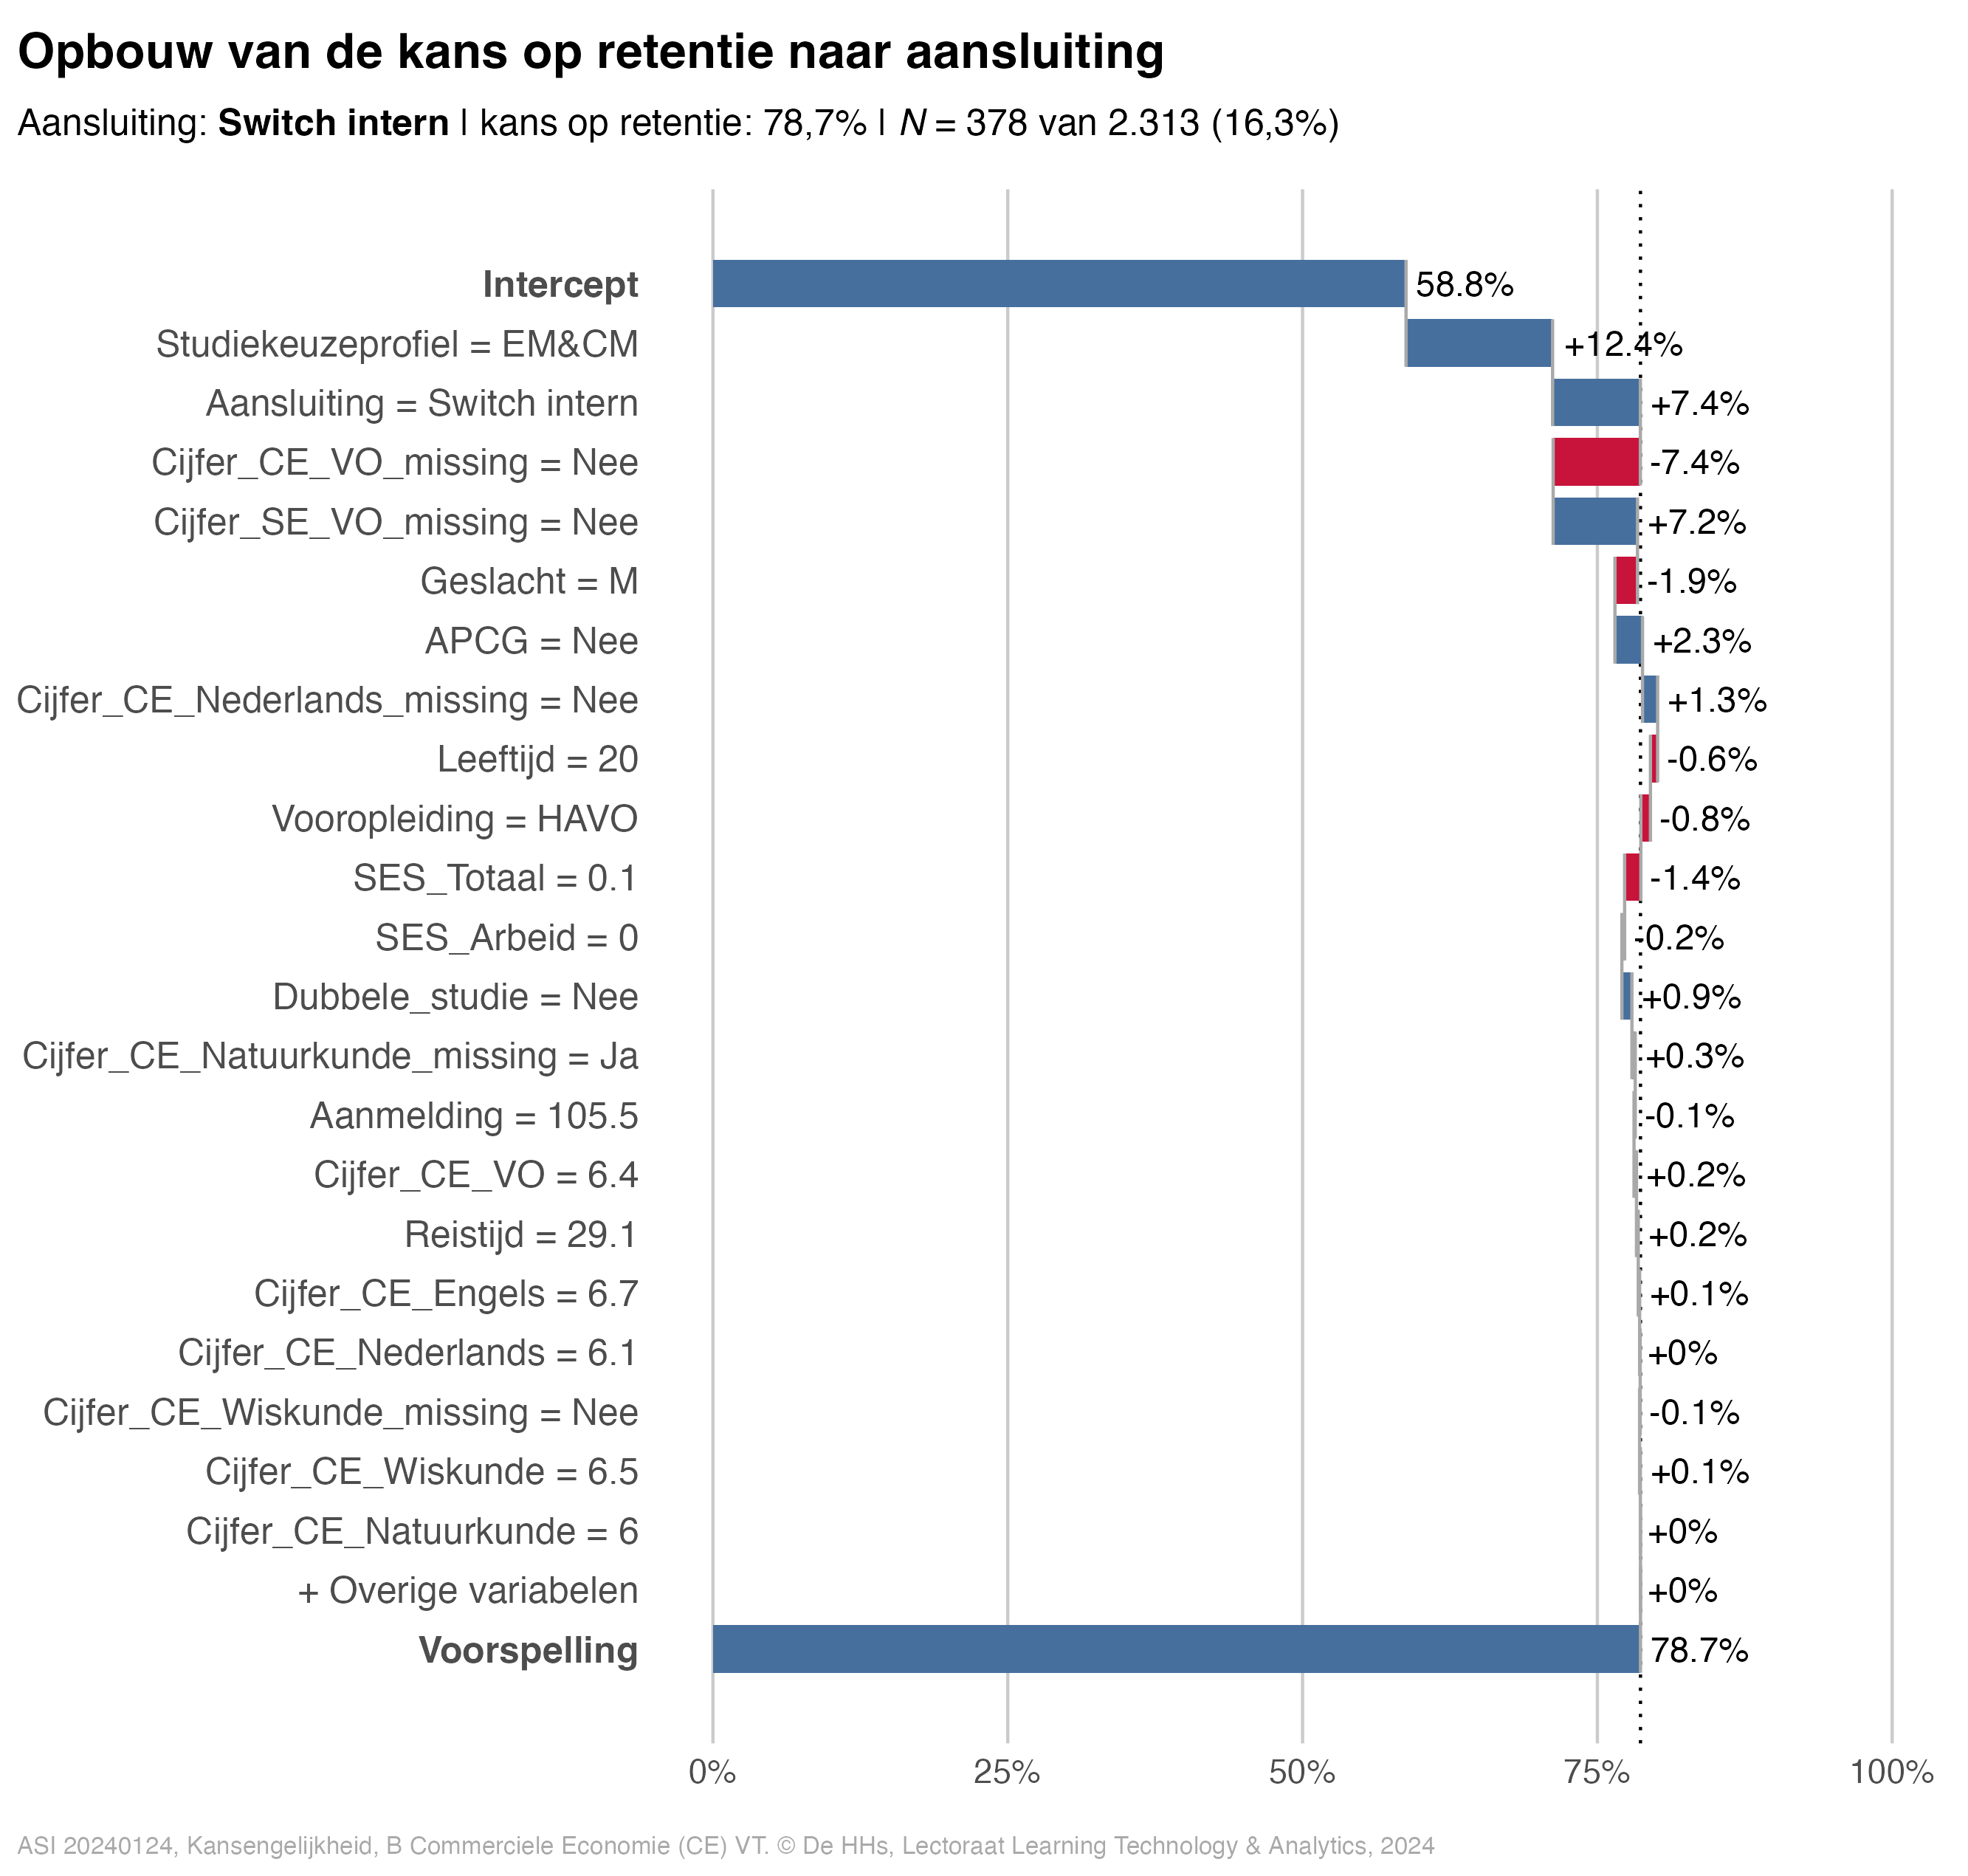 Opbouw van de kans op retentie naar aansluiting
Aansluiting: Switch intern | kans op retentie: 78,7% | N = 378 van 2.313 (16,3%)
Intercept 58.8%
Studiekeuzeprofiel = EM&CM +12.4%
Aansluiting = Switch intern +7.4%
Cijfer_CE_VO_missing = Nee -7.4%
Cijfer_SE_VO_missing = Nee +7.2%
Geslacht = M -1.9%
APCG = Nee +2.3%
Cijfer_CE_Nederlands_missing = Nee +1.3%
Leeftijd = 20 -0.6%
Vooropleiding = HAVO -0.8%
SES_Totaal = 0.1 -1.4%
SES_Arbeid = 0 -0.2%
Dubbele_studie = Nee +0.9%
Cijfer_CE_Natuurkunde_missing = Ja +0.3%
Aanmelding = 105.5 -0.1%
Cijfer_CE_VO = 6.4 +0.2%
Reistijd = 29.1 +0.2%
Cijfer_CE_Engels = 6.7 +0.1%
Cijfer_CE_Nederlands = 6.1 +0%
Cijfer_CE_Wiskunde_missing = Nee -0.1%
Cijfer_CE_Wiskunde = 6.5 +0.1%
Cijfer_CE_Natuurkunde = 6 +0%
+ Overige variabelen +0%
Voorspelling 78.7%
0% 25% 50% 75% 100%
ASI 20240124, Kansengelijkheid, B Commerciele Economie (CE) VT. © De HHs, Lectoraat Learning Technology & Analytics, 2024